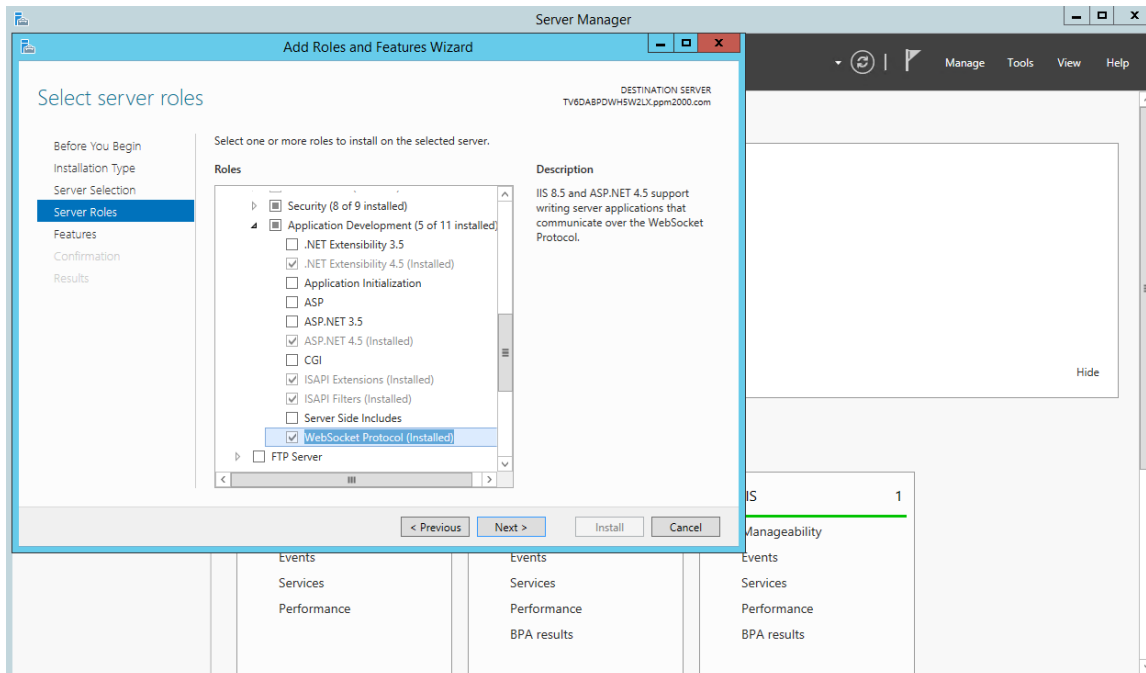 Server Manager
Add Roles and Features Wizard
Manage Tools View Help
Select server roles
DESTINATION SERVER
TV6DABPDWH5W2LX.ppm2000.com
Before You Begin
Installation Type
Server Selection
Server Roles
Features
Confirmation
Results
Select one or more roles to install on the selected server.
Roles
Security (8 of 9 installed)
Application Development (5 of 11 installed)
.NET Extensibility 3.5
.NET Extensibility 4.5 (Installed)
Application Initialization
ASP
ASP.NET 3.5
ASP.NET 4.5 (Installed)
CGI
ISAPI Extensions (Installed)
ISAPI Filters (Installed)
Server Side Includes
WebSocket Protocol (Installed)
FTP Server
Description
IIS 8.5 and ASP.NET 4.5 support
writing server applications that
communicate over the WebSocket
Protocol.
< Previous
Next >
Install
Cancel
Hide
Events
Services
Performance
Events
Services
Performance
BPA results
IIS 1
Manageability
Events
Services
Performance
BPA results